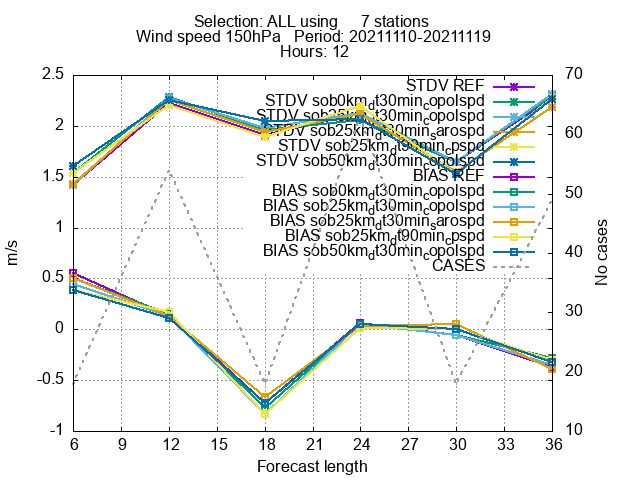 Selection: ALL using 7 stations
Wind speed 150hPa Period: 20211110-20211119
Hours: 12
2.5
2
1.5
1
0.5
0
-0.5
-1
m/s
70
60
50
40
30
20
10
No cases
STDV REF
STDV sob0km_dt30min_copolspd
STDV sob25km_dt30min_copolspd
STDV sob25km_dt30min_sarospd
STDV sob25km_dt90min_cpspd
STDV sob50km_dt30min_copolspd
BIAS REF
BIAS sob0km_dt30min_copolspd
BIAS sob25km_dt30min_copolspd
BIAS sob25km_dt30min_sarospd
BIAS sob25km_dt90min_cpspd
BIAS sob50km_dt30min_copolspd
CASES
6 9 12 15 18 21 24 27 30 33 36
Forecast length